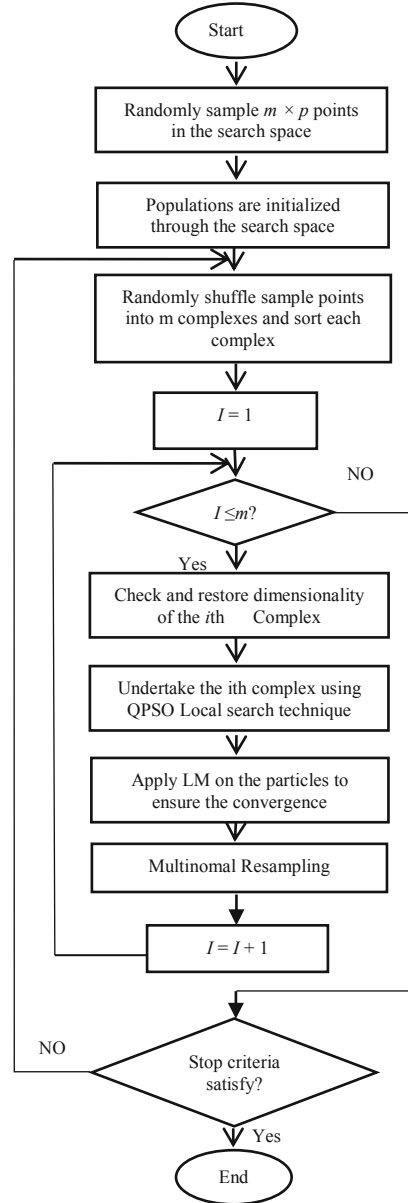 Start
Randomly sample m × p points
in the search space
Populations are initialized
through the search space
Randomly shuffle sample points
into m complexes and sort each
complex
I = 1
NO
I ≤m?
Yes
Check and restore dimensionality
of the ith Complex
Undertake the ith complex using
QPSO Local search technique
Apply LM on the particles to
ensure the convergence
Multinomal Resampling
I = I + 1
NO
Stop criteria
satisfy?
Yes
End